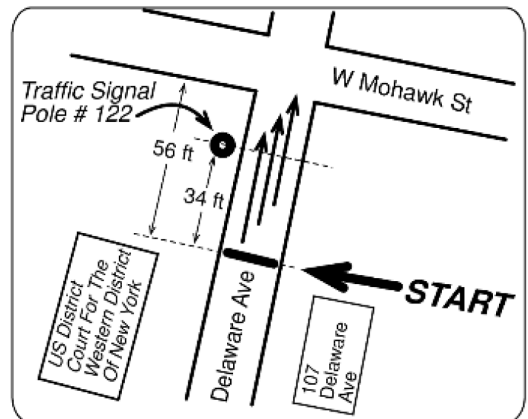 W Mohawk St
Traffic Signal
Pole # 122
56 ft
34 ft
US District
Court For The
Western District
Of New York
Delaware Ave
START
107
Delaware
Ave